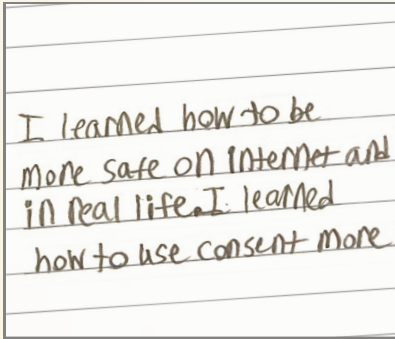 I learned how to be
more safe on internet and
in real life. I learned
how to use consent more